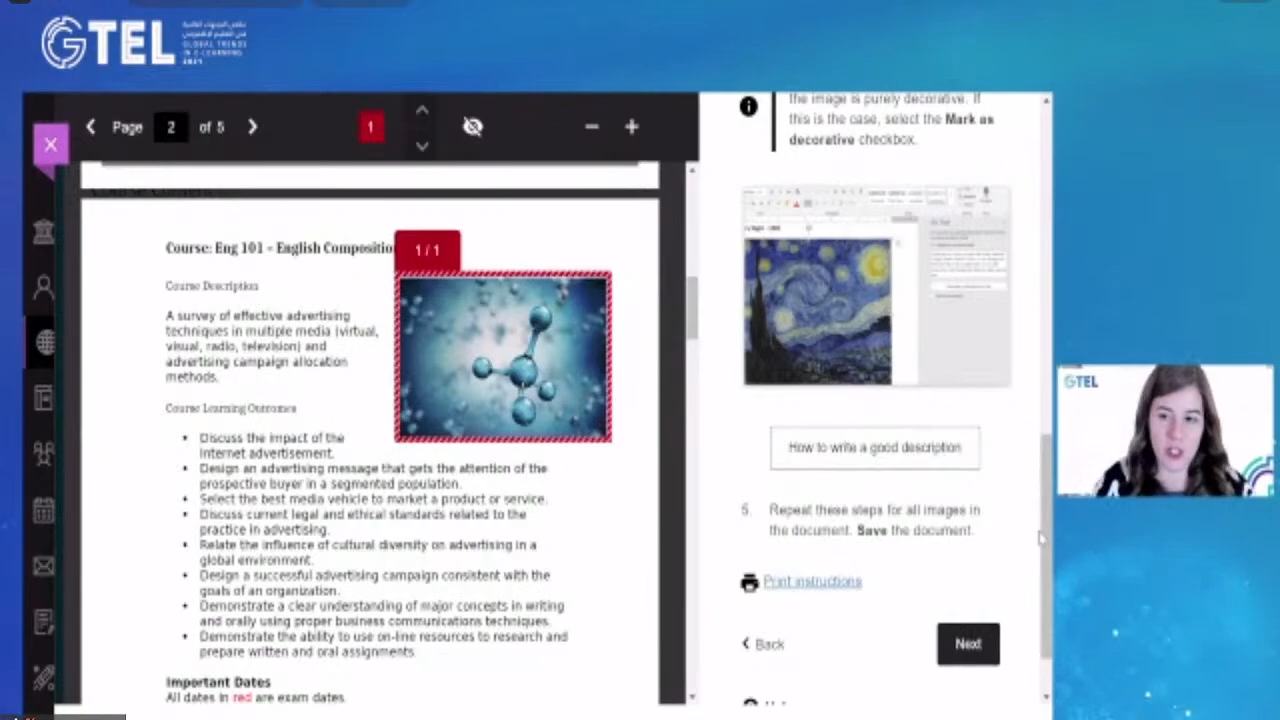 GTEL
GLOBAL TRENDS
IN E-LEARNING
2021
Page 2 of 5
1
Course: Eng 101 - English Compositio
1 / 1
Course Description
A survey of effective advertising
techniques in multiple media (virtual,
visual, radio, television) and
advertising campaign allocation
methods.
Course Learning Outcomes
• Discuss the impact of the
Internet advertisement.
• Design an advertising message that gets the attention of the
prospective buyer in a segmented population.
• Select the best media vehicle to market a product or service.
• Discuss current legal and ethical standards related to the
practice in advertising.
• Relate the influence of cultural diversity on advertising in a
global environment.
• Design a successful advertising campaign consistent with the
goals of an organization.
• Demonstrate a clear understanding of major concepts in writing
and orally using proper business communications techniques.
• Demonstrate the ability to use on-line resources to research and
prepare written and oral assignments.
Important Dates
All dates in red are exam dates.
the image is purely decorative. If
this is the case, select the Mark as
decorative checkbox.
How to write a good description
5. Repeat these steps for all images in
the document. Save the document.
Print instructions
Back
Next
GTEL